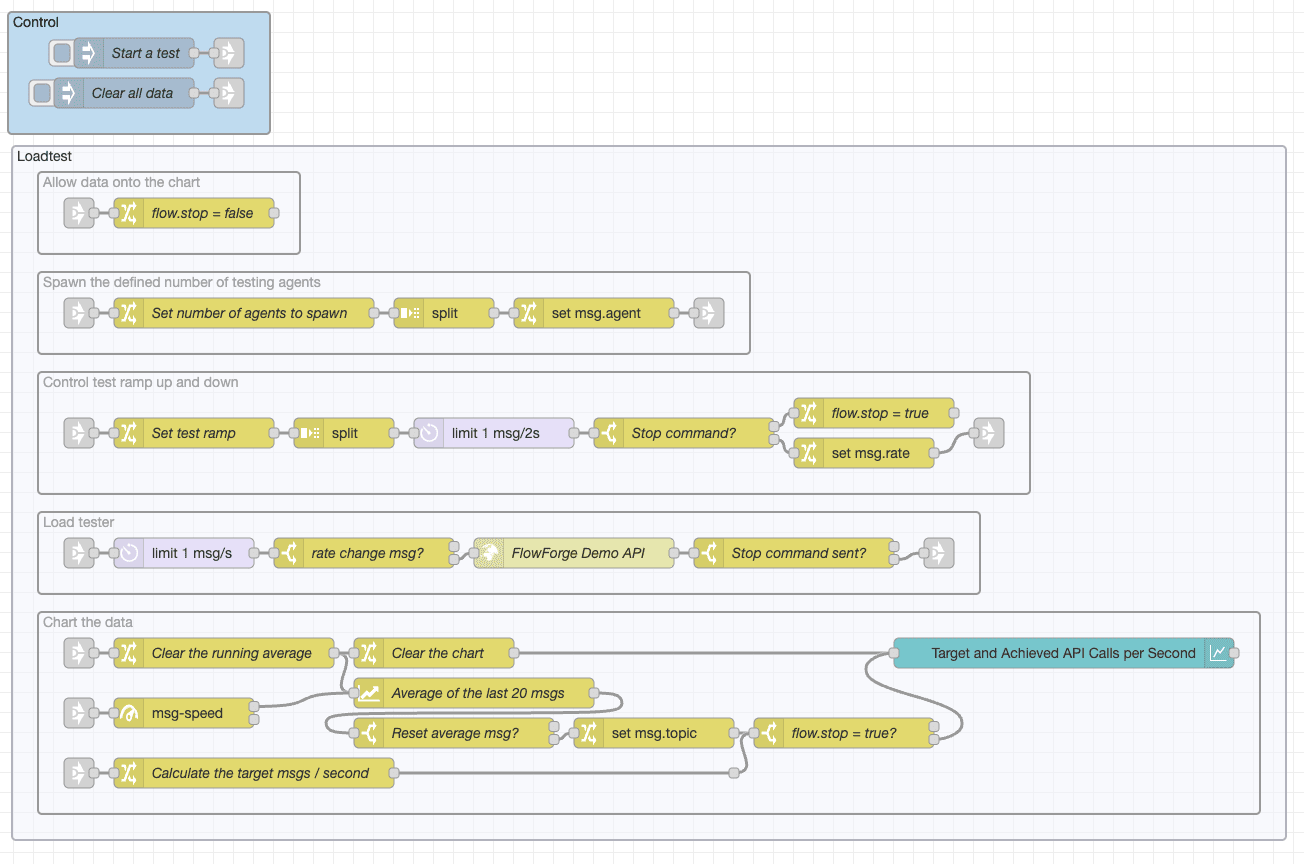 Control
Start a test
Clear all data
Loadtest
Allow data onto the chart
flow.stop = false
Spawn the defined number of testing agents
Set number of agents to spawn
split
set msg.agent
Control test ramp up and down
flow.stop = true
Set test ramp
split
limit 1 msg/2s
Stop command?
set msg.rate
Load tester
limit 1 msg/s
rate change msg?
FlowForge Demo API
Stop command sent?
Chart the data
Clear the running average
Clear the chart
Target and Achieved API Calls per Second
Average of the last 20 msgs
msg-speed
Reset average msg?
set msg.topic
flow.stop = true?
Calculate the target msgs / second